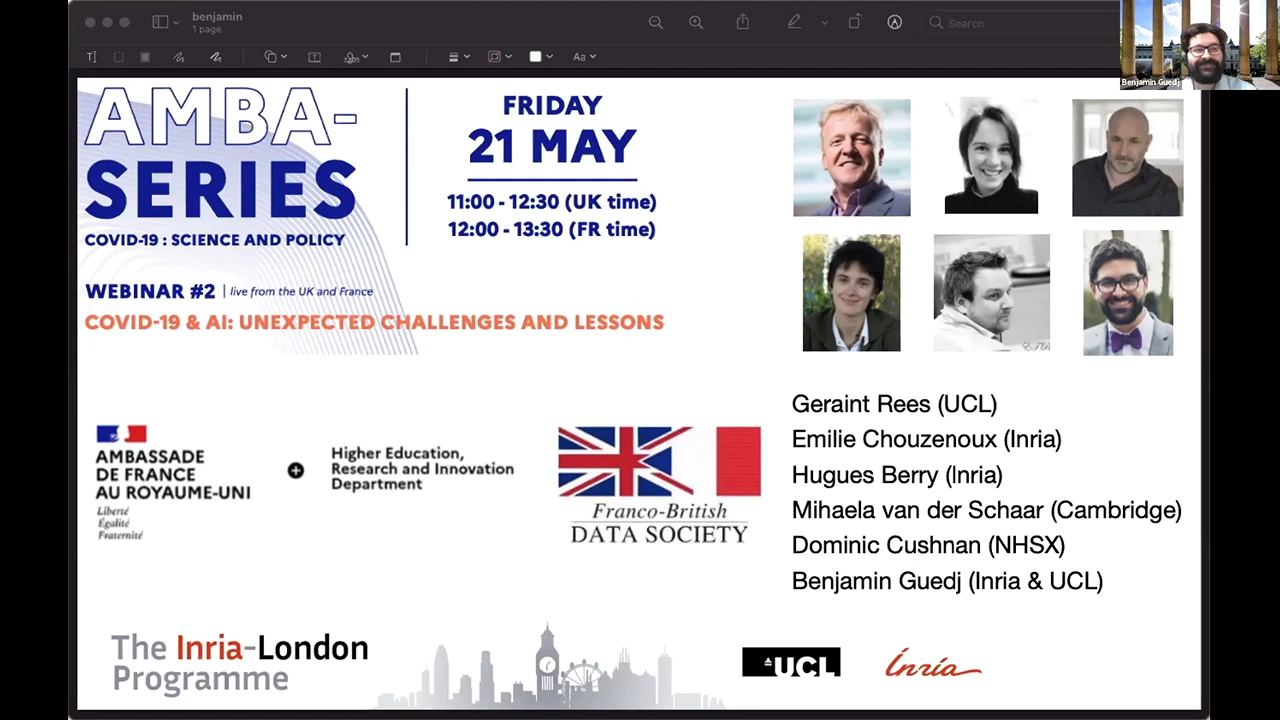 benjamin
1 page
Search
Aa
Benjamin Guedj
AMBA-
SERIES
COVID-19 : SCIENCE AND POLICY
FRIDAY
21 MAY
11:00 - 12:30 (UK time)
12:00 - 13:30 (FR time)
WEBINAR #2 | live from the UK and France
COVID-19 & AI: UNEXPECTED CHALLENGES AND LESSONS
AMBASSADE
DE FRANCE
AU ROYAUME-UNI
Liberté
Égalité
Fraternité
Higher Education,
Research and Innovation
Department
Franco-British
DATA SOCIETY
Geraint Rees (UCL)
Emilie Chouzenoux (Inria)
Hugues Berry (Inria)
Mihaela van der Schaar (Cambridge)
Dominic Cushnan (NHSX)
Benjamin Guedj (Inria & UCL)
The Inria-London
Programme
UCL
Inria